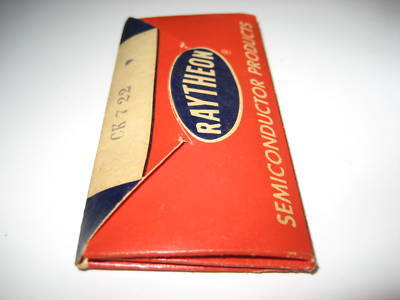 CK 722
RAYTHEON
®
SEMICONDUCTOR PRODUCTS